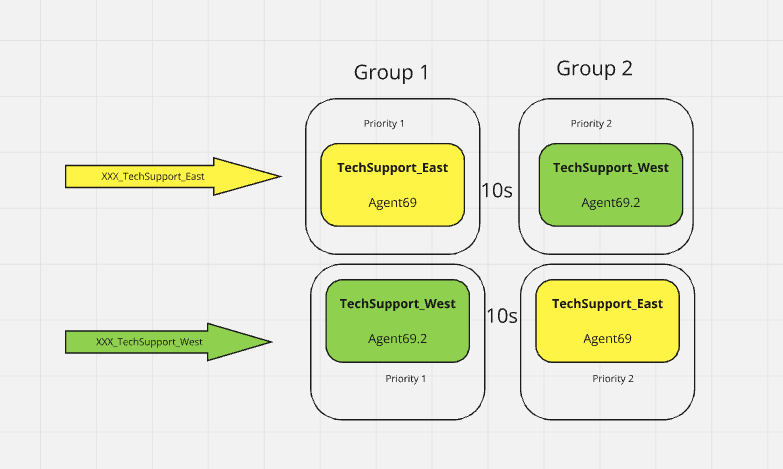 Group 1
Group 2
Priority 1
Priority 2
XXX_TechSupport_East
TechSupport_East
Agent69
10s
TechSupport_West
Agent69.2
XXX_TechSupport_West
TechSupport_West
Agent69.2
10s
TechSupport_East
Agent69
Priority 1
Priority 2